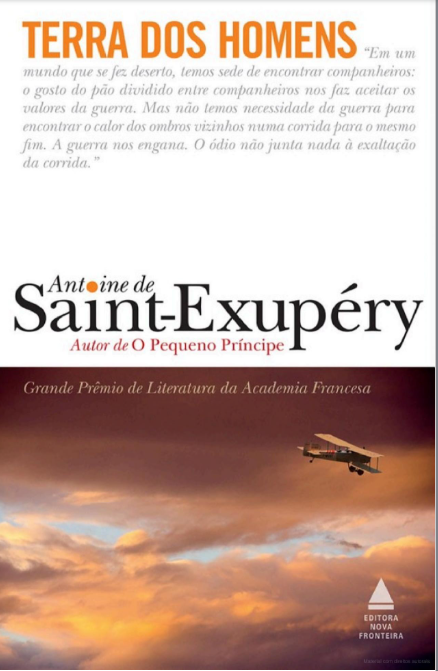 TERRA DOS HOMENS “Em um
mundo que se fez deserto, temos sede de encontrar companheiros:
o gosto do pão dividido entre companheiros nos faz aceitar os
valores da guerra. Mas não temos necessidade da guerra para
encontrar o calor dos ombros vizinhos numa corrida para o mesmo
fim. A guerra nos engana. O ódio não junta nada à exaltação
da corrida.”
Antoine de
Saint-Exupéry
Autor de O Pequeno Príncipe
Grande Prêmio de Literatura da Academia Francesa
EDITORA
NOVA
FRONTEIRA